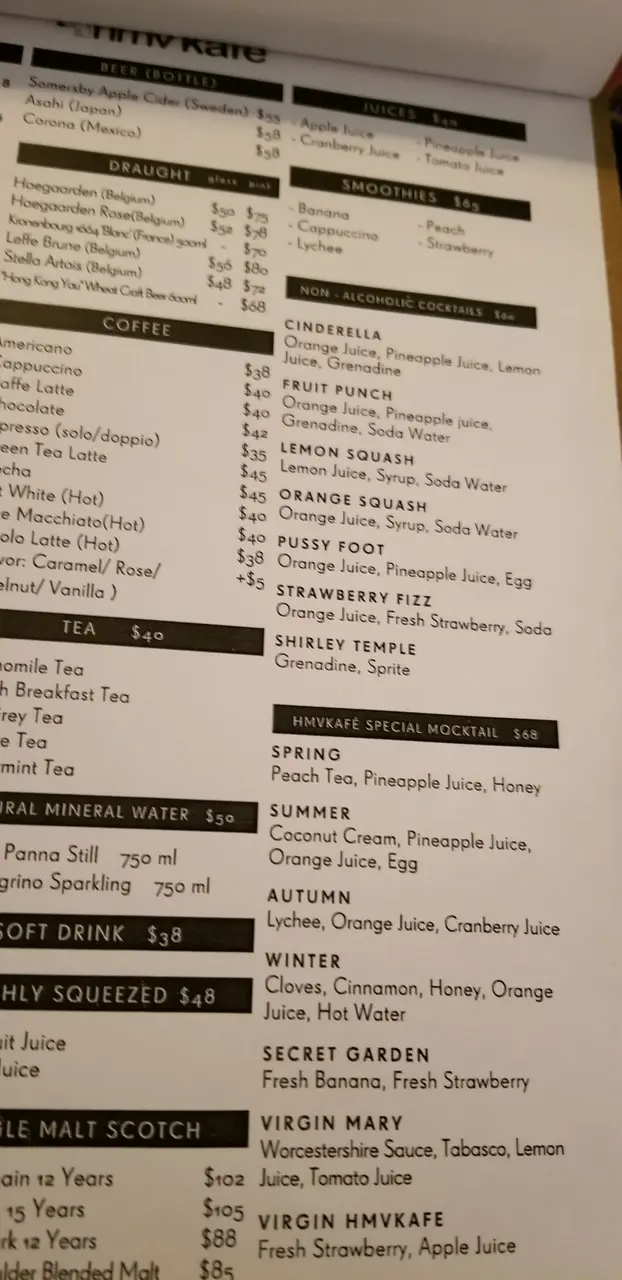 hmv kafe
BEER (BOTTLE)
Somersby Apple Cider (Sweden) $55
Asahi (Japan) $58
Corona (Mexico) $58
DRAUGHT glass pint
Hoegaarden (Belgium) $50 $75
Hoegaarden Rose(Belgium) $52 $78
Kronenbourg 1664 'Blanc' (France) 500ml - $70
Leffe Brune (Belgium) $56 $80
Stella Artois (Belgium) $48 $72
"Hong Kong You" Wheat Craft Beer 600ml - $68
COFFEE
Americano $38
appuccino $40
affe Latte $40
hocolate $42
presso (solo/doppio) $35
een Tea Latte $45
cha $45
t White (Hot) $40
e Macchiato(Hot) $40
olo Latte (Hot) $38
vor: Caramel/ Rose/ +$5
elnut/ Vanilla )
TEA $40
omile Tea
h Breakfast Tea
rey Tea
e Tea
mint Tea
URAL MINERAL WATER $50
Panna Still 750 ml
grino Sparkling 750 ml
SOFT DRINK $38
HLY SQUEEZED $48
uit Juice
uice
LE MALT SCOTCH
ain 12 Years $102
15 Years $105
rk 12 Years $88
ulder Blended Malt $85
JUICES $40
- Apple Juice - Pineapple Juice
- Cranberry Juice - Tomato Juice
SMOOTHIES $65
- Banana - Peach
- Cappuccino - Strawberry
- Lychee
NON - ALCOHOLIC COCKTAILS $60
CINDERELLA
Orange Juice, Pineapple Juice, Lemon
Juice, Grenadine
FRUIT PUNCH
Orange Juice, Pineapple juice,
Grenadine, Soda Water
LEMON SQUASH
Lemon Juice, Syrup, Soda Water
ORANGE SQUASH
Orange Juice, Syrup, Soda Water
PUSSY FOOT
Orange Juice, Pineapple Juice, Egg
STRAWBERRY FIZZ
Orange Juice, Fresh Strawberry, Soda
SHIRLEY TEMPLE
Grenadine, Sprite
HMVKAFÉ SPECIAL MOCKTAIL $68
SPRING
Peach Tea, Pineapple Juice, Honey
SUMMER
Coconut Cream, Pineapple Juice,
Orange Juice, Egg
AUTUMN
Lychee, Orange Juice, Cranberry Juice
WINTER
Cloves, Cinnamon, Honey, Orange
Juice, Hot Water
SECRET GARDEN
Fresh Banana, Fresh Strawberry
VIRGIN MARY
Worcestershire Sauce, Tabasco, Lemon
Juice, Tomato Juice
VIRGIN HMVKAFE
Fresh Strawberry, Apple Juice